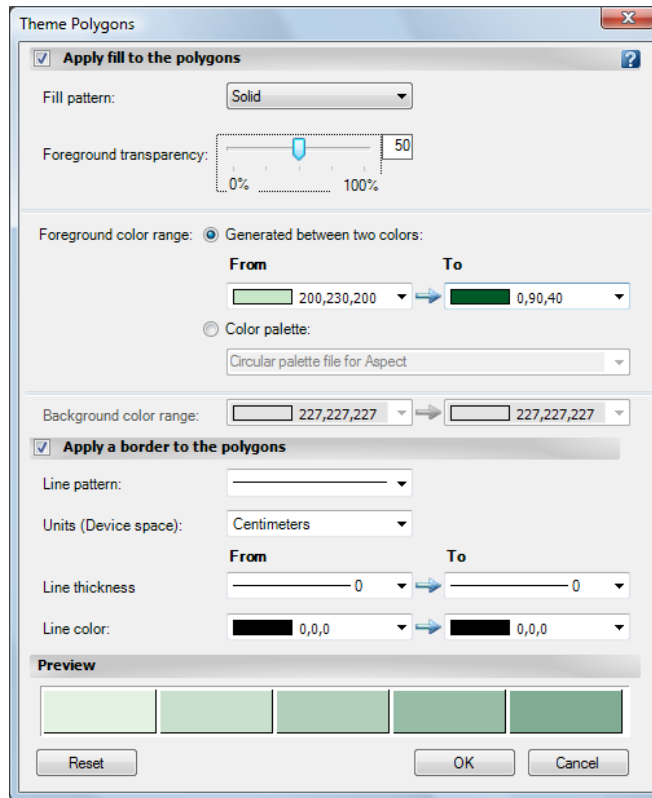 Theme Polygons
Apply fill to the polygons ?
Fill pattern: Solid
Foreground transparency: 50
0% 100%
Foreground color range: Generated between two colors:
From To
200,230,200 0,90,40
Color palette:
Circular palette file for Aspect
Background color range: 227,227,227 227,227,227
Apply a border to the polygons
Line pattern:
Units (Device space): Centimeters
From To
Line thickness 0 0
Line color: 0,0,0 0,0,0
Preview
Reset OK Cancel